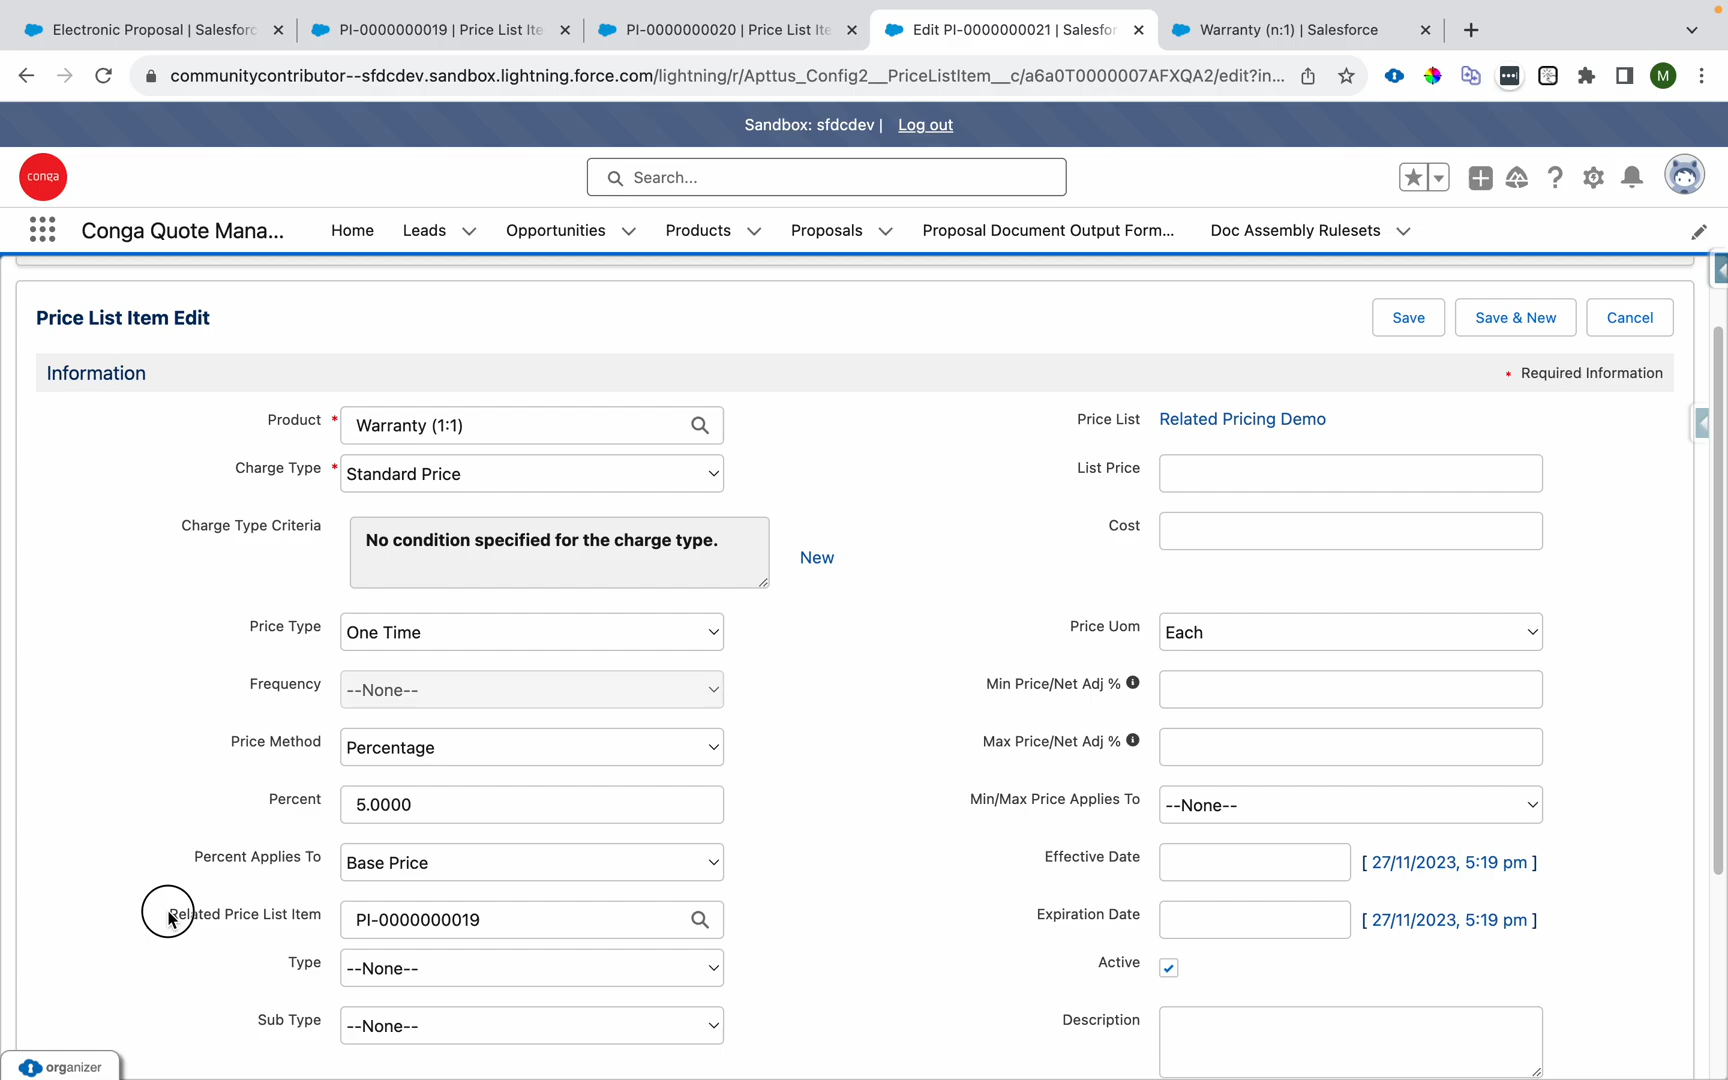 Electronic Proposal | Salesforc
PI-0000000019 | Price List Ite
PI-0000000020 | Price List Ite
Edit PI-0000000021 | Salesfor
Warranty (n:1) | Salesforce
communitycontributor--sfdcdev.sandbox.lightning.force.com/lightning/r/Apttus_Config2__PriceListItem__c/a6a0T0000007AFXQA2/edit?in...
M
Sandbox: sfdcdev | Log out
conga
Search...
Conga Quote Mana...
Home
Leads
Opportunities
Products
Proposals
Proposal Document Output Form...
Doc Assembly Rulesets
Price List Item Edit
Save
Save & New
Cancel
Information
* Required Information
Product * Warranty (1:1)
Price List Related Pricing Demo
Charge Type * Standard Price
List Price
Charge Type Criteria No condition specified for the charge type. New
Cost
Price Type One Time
Price Uom Each
Frequency --None--
Min Price/Net Adj %
Price Method Percentage
Max Price/Net Adj %
Percent 5.0000
Min/Max Price Applies To --None--
Percent Applies To Base Price
Effective Date [ 27/11/2023, 5:19 pm ]
Related Price List Item PI-0000000019
Expiration Date [ 27/11/2023, 5:19 pm ]
Type --None--
Active
Sub Type --None--
Description
organizer